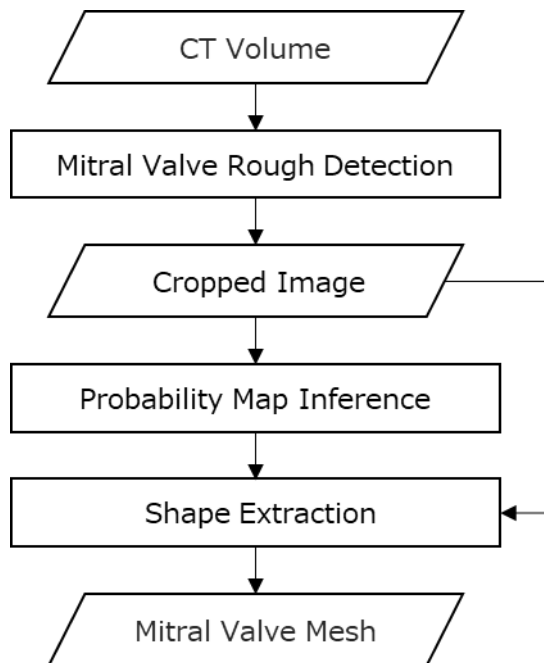 CT Volume
Mitral Valve Rough Detection
Cropped Image
Probability Map Inference
Shape Extraction
Mitral Valve Mesh